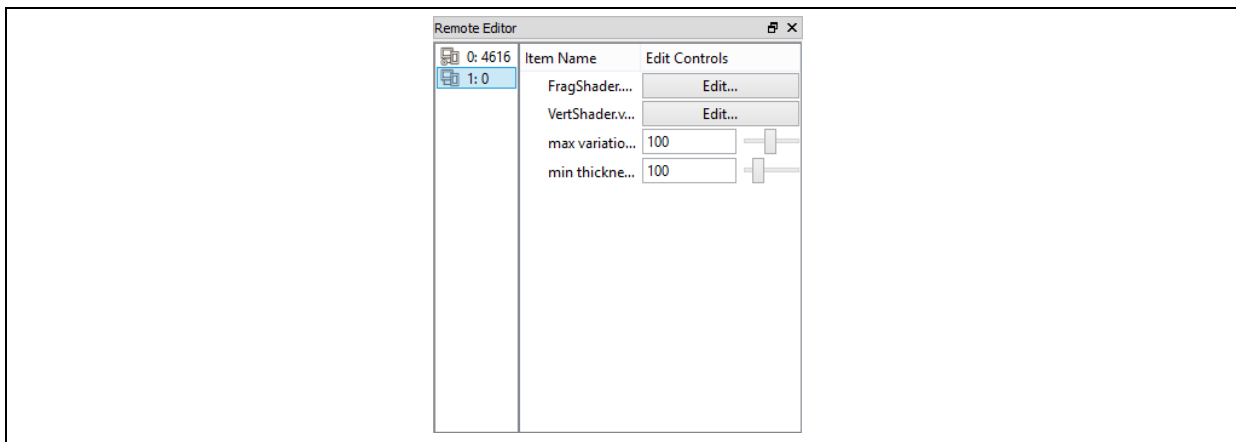 Remote Editor
0: 4616
1: 0
Item Name Edit Controls
FragShader.... Edit...
VertShader.v... Edit...
max variatio... 100
min thickne... 100